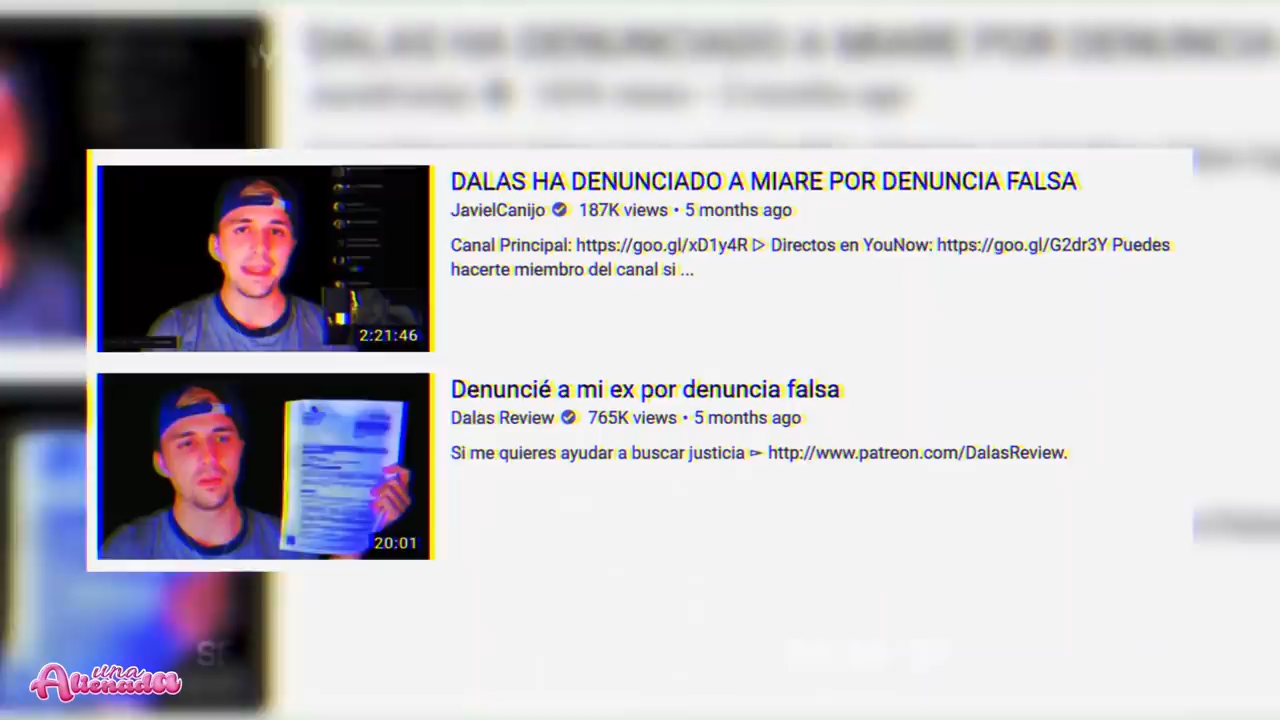 DALAS HA DENUNCIADO A MIARE POR DENUNCIA FALSA
JavielCanijo 187K views • 5 months ago
Canal Principal: https://goo.gl/xD1y4R ▷ Directos en YouNow: https://goo.gl/G2dr3Y Puedes
hacerte miembro del canal si ...
2:21:46
Denuncié a mi ex por denuncia falsa
Dalas Review 765K views • 5 months ago
Si me quieres ayudar a buscar justicia ► http://www.patreon.com/DalasReview.
20:01
una
Alienada